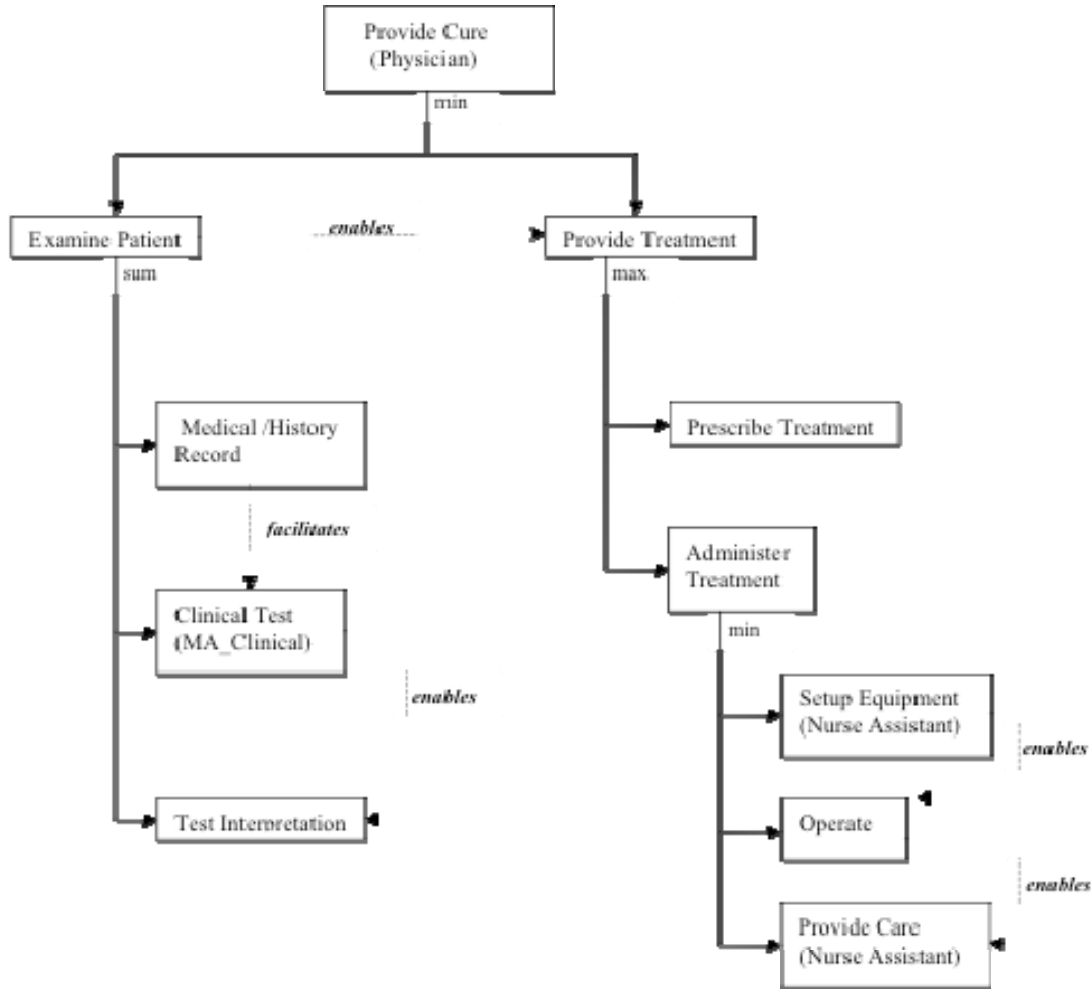 Provide Cure
(Physician)
min
Examine Patient
enables
Provide Treatment
sum
max
Medical /History
Record
Prescribe Treatment
facilitates
Administer
Treatment
Clinical Test
(MA_Clinical)
min
enables
Setup Equipment
(Nurse Assistant)
enables
Test Interpretation
Operate
enables
Provide Care
(Nurse Assistant)